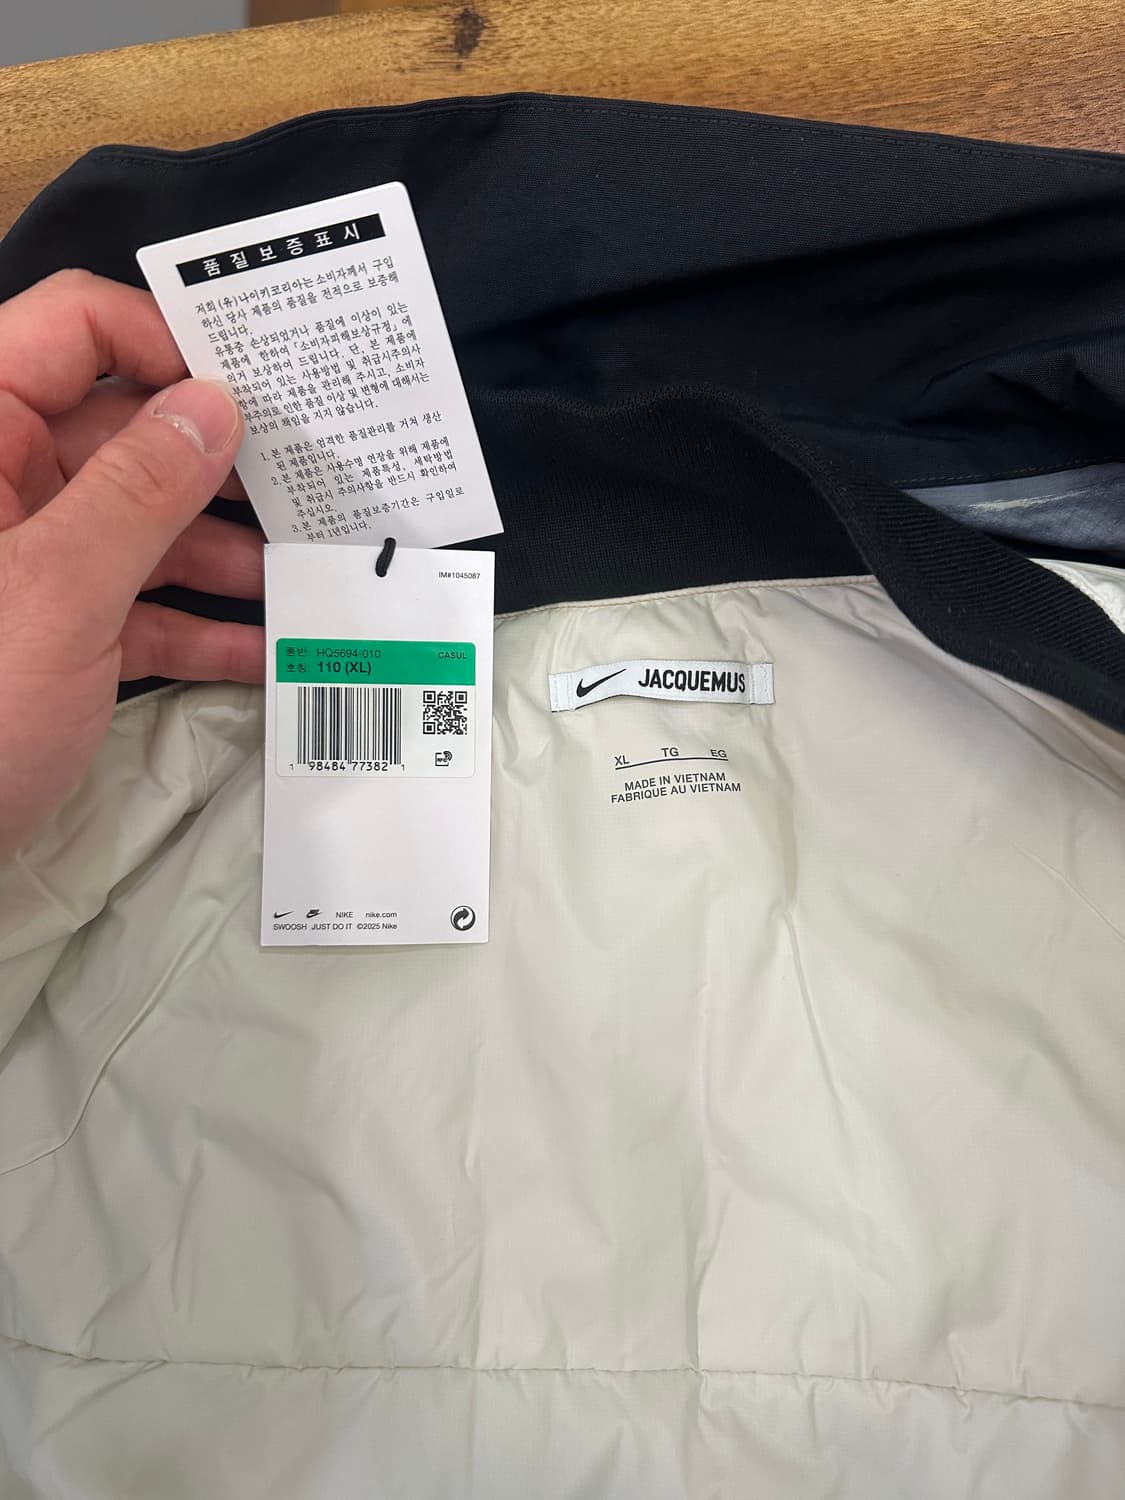 품질보증표시
저희(유)나이키코리아는 소비자께서 구입
하신 당사 제품의 품질을 전적으로 보증해
드립니다.
유통중 손상되었거나 품질에 이상이 있는
제품에 한하여 「소비자피해보상규정」에
의거 보상하여 드립니다. 단, 본 제품에
부착되어 있는 사용방법 및 취급시주의사
항에 따라 제품을 관리해 주시고, 소비자
부주의로 인한 품질 이상 및 변형에 대해서는
보상의 책임을 지지 않습니다.
1. 본 제품은 엄격한 품질관리를 거쳐 생산
된 제품입니다.
2. 본 제품은 사용수명 연장을 위해 제품에
부착되어 있는 제품특성, 세탁방법
및 취급시 주의사항을 반드시 확인하여
주십시오.
3. 본 제품의 품질보증기간은 구입일로
부터 1년입니다.
IM#1045087
품번: HQ5694-010
CASUL
호칭: 110 (XL)
1 98484 77382 1
RFID
NIKE nike.com
SWOOSH JUST DO IT ©2025 Nike
JACQUEMUS
XL TG EG
MADE IN VIETNAM
FABRIQUE AU VIETNAM